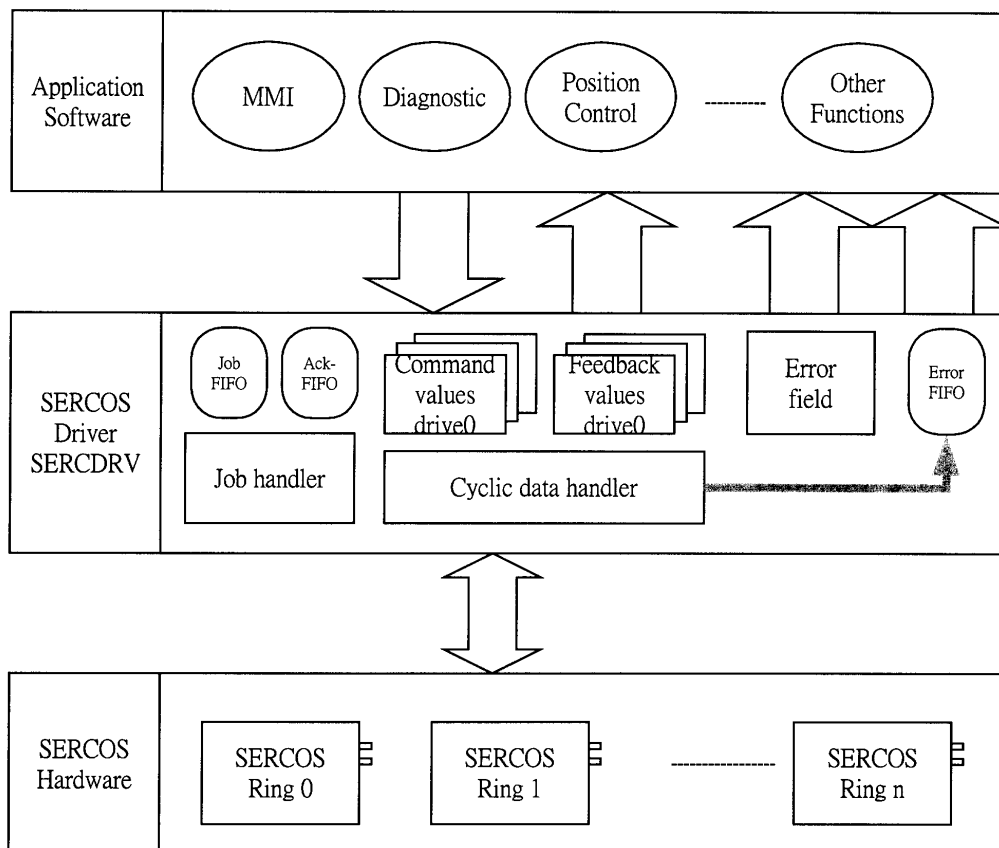 Application
Software
MMI
Diagnostic
Position
Control
Other
Functions
SERCOS
Driver
SERCDRV
Job
FIFO
Ack-
FIFO
Command
values
drive0
Feedback
values
drive0
Error
field
Error
FIFO
Job handler
Cyclic data handler
SERCOS
Hardware
SERCOS
Ring 0
SERCOS
Ring 1
SERCOS
Ring n